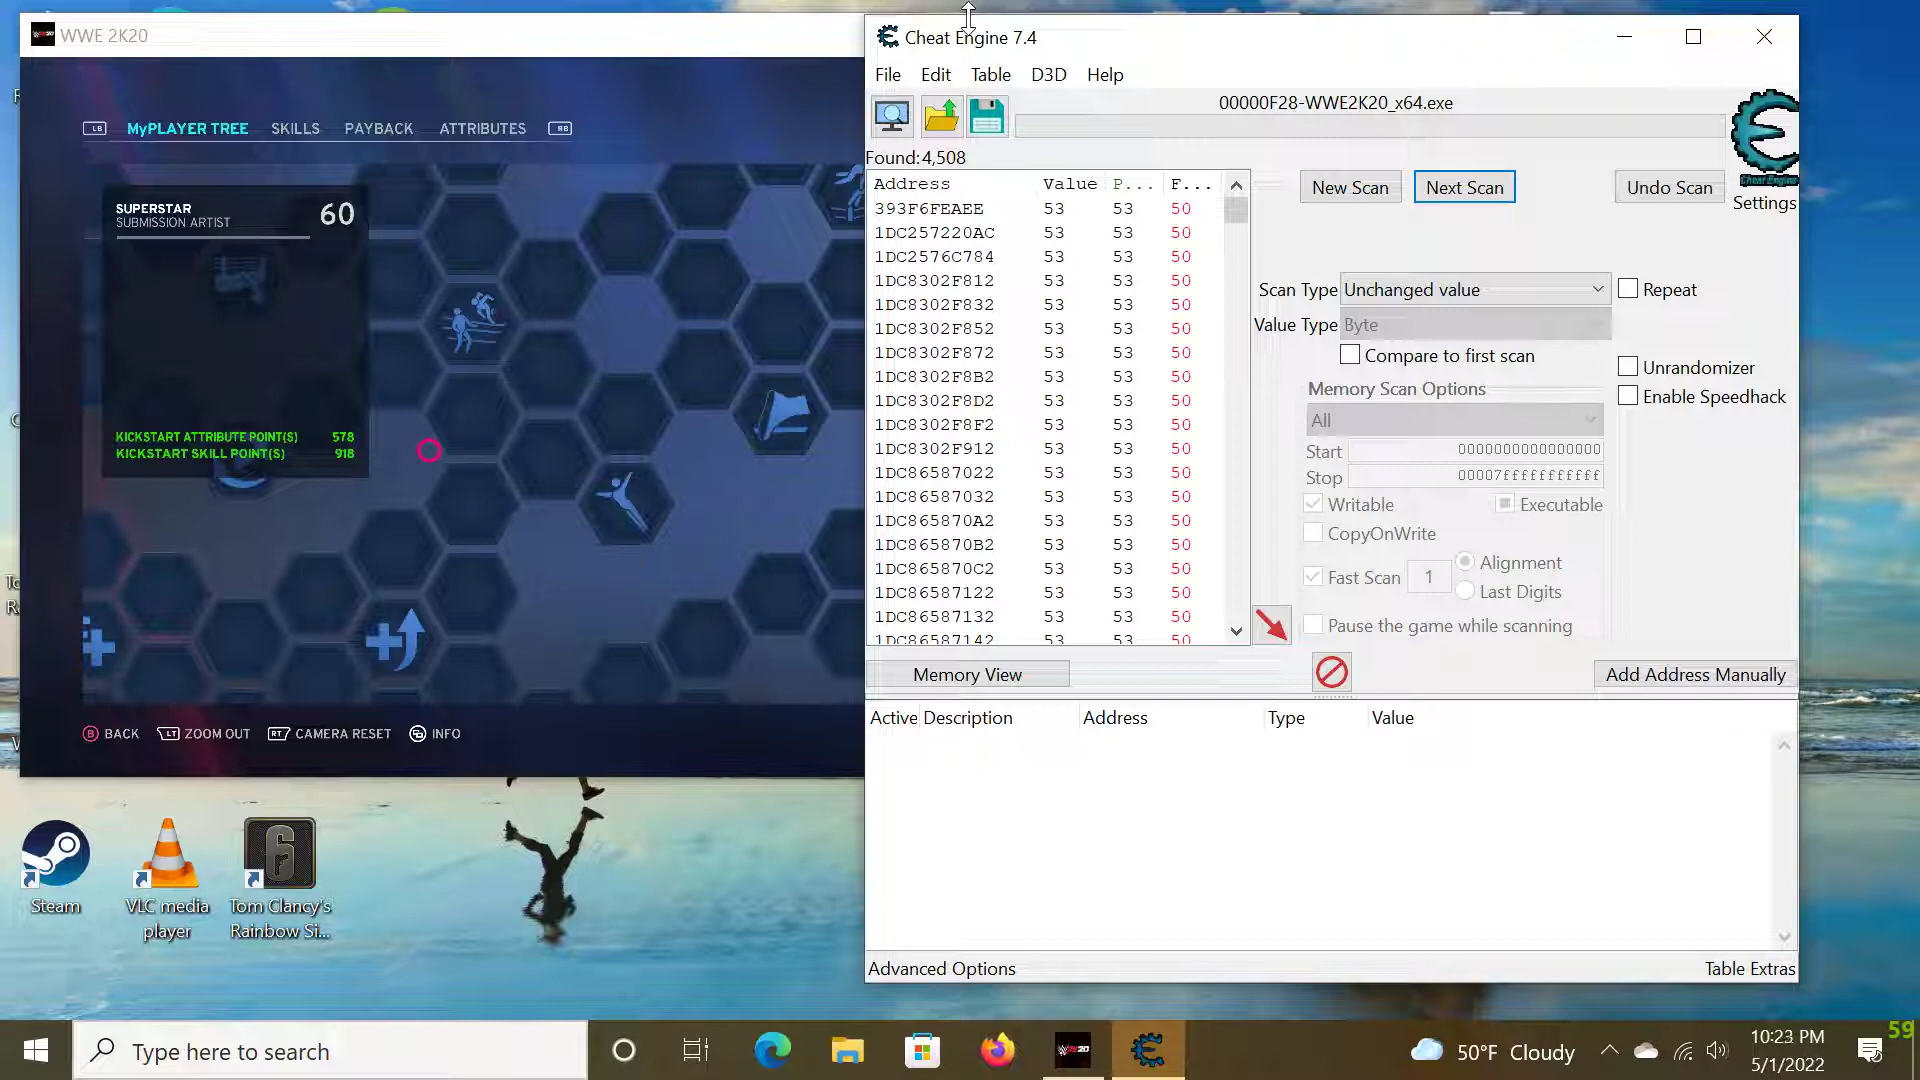 WWE 2K20
LB MyPLAYER TREE SKILLS PAYBACK ATTRIBUTES RB
SUPERSTAR 60
SUBMISSION ARTIST
KICKSTART ATTRIBUTE POINT(S) 578
KICKSTART SKILL POINT(S) 918
B BACK LT ZOOM OUT RT CAMERA RESET INFO
Cheat Engine 7.4
File Edit Table D3D Help
00000F28-WWE2K20_x64.exe
Found:4,508
Address Value P... F...
393F6FEAEE 53 53 50
1DC257220AC 53 53 50
1DC2576C784 53 53 50
1DC8302F812 53 53 50
1DC8302F832 53 53 50
1DC8302F852 53 53 50
1DC8302F872 53 53 50
1DC8302F8B2 53 53 50
1DC8302F8D2 53 53 50
1DC8302F8F2 53 53 50
1DC8302F912 53 53 50
1DC86587022 53 53 50
1DC86587032 53 53 50
1DC865870A2 53 53 50
1DC865870B2 53 53 50
1DC865870C2 53 53 50
1DC86587122 53 53 50
1DC86587132 53 53 50
1DC86587142 53 53 50
New Scan Next Scan Undo Scan
Cheat Engine
Settings
Scan Type Unchanged value Repeat
Value Type Byte
Compare to first scan
Unrandomizer
Enable Speedhack
Memory Scan Options
All
Start 0000000000000000
Stop 00007fffffffffff
Writable Executable
CopyOnWrite
Fast Scan 1 Alignment
Last Digits
Pause the game while scanning
Memory View Add Address Manually
Active Description Address Type Value
Advanced Options Table Extras
Steam
VLC media
player
Tom Clancy's
Rainbow Si...
Type here to search
50°F Cloudy
10:23 PM
5/1/2022
59